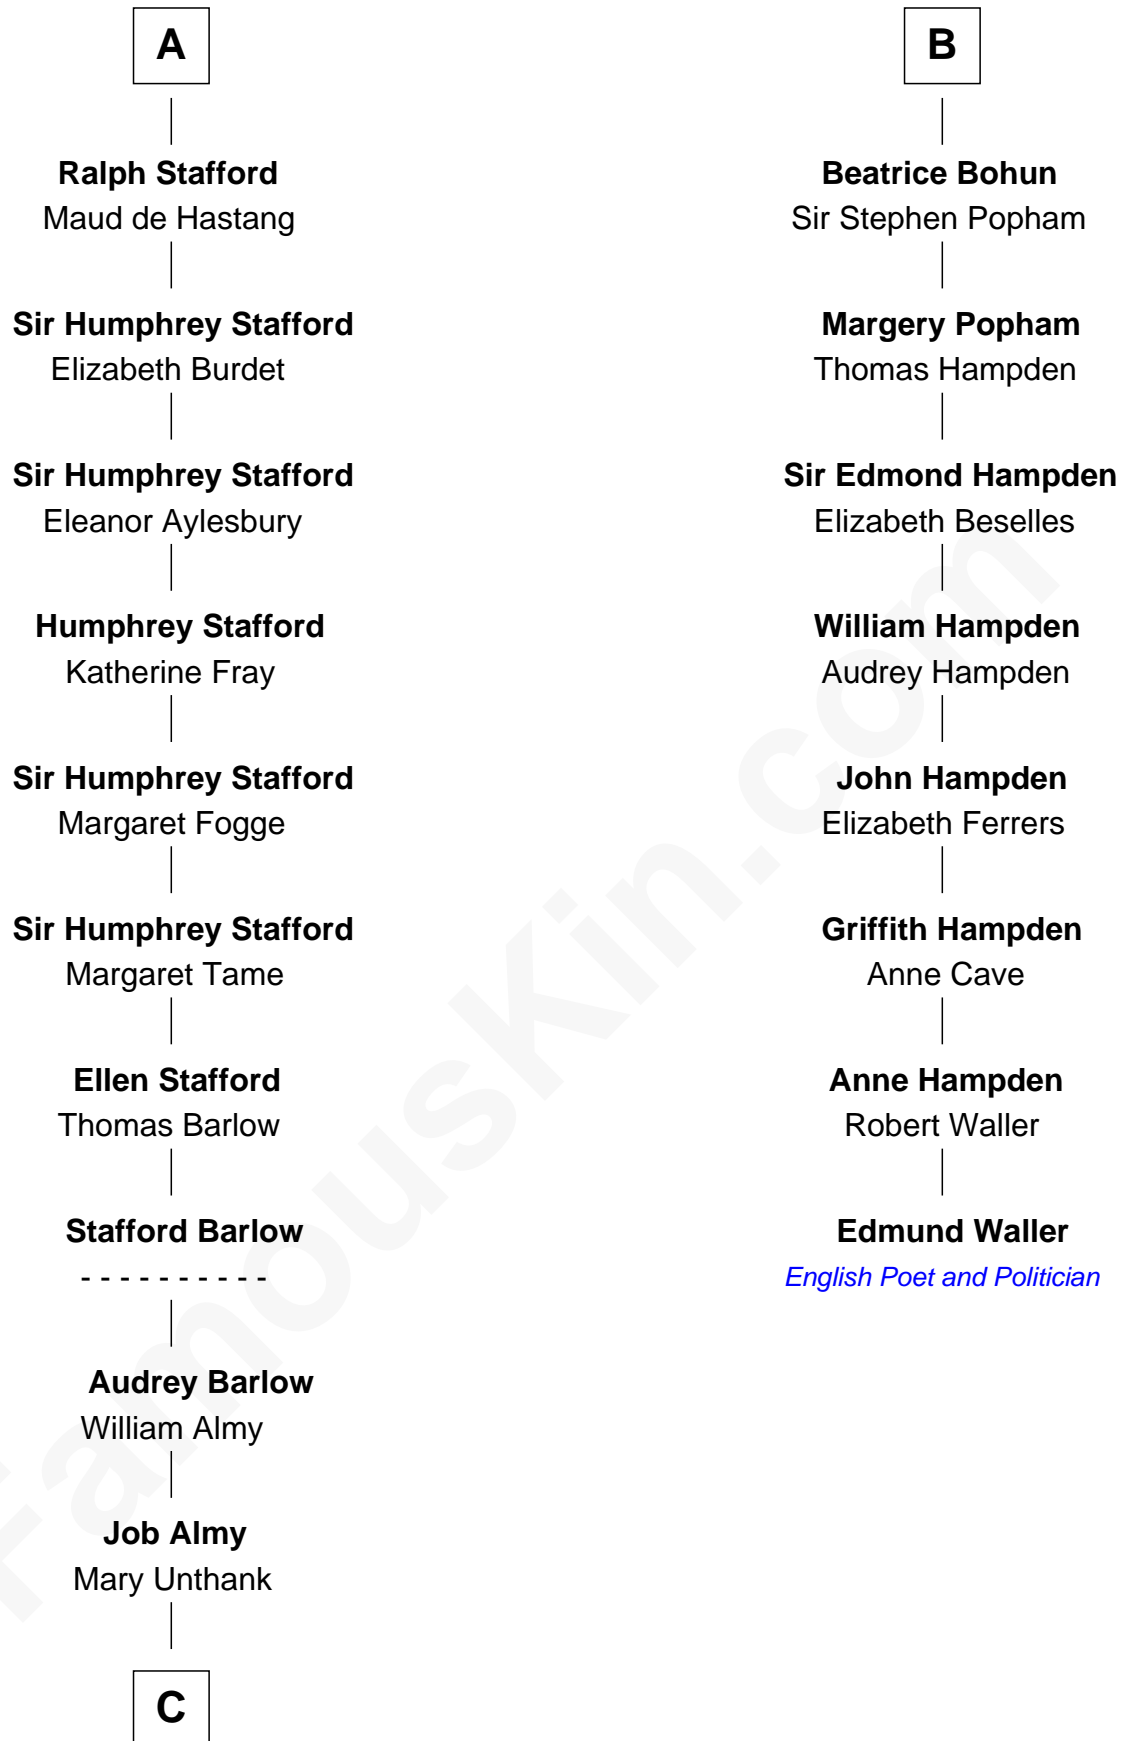 A
Ralph Stafford
Maud de Hastang
Sir Humphrey Stafford
Elizabeth Burdet
Sir Humphrey Stafford
Eleanor Aylesbury
Humphrey Stafford
Katherine Fray
Sir Humphrey Stafford
Margaret Fogge
Sir Humphrey Stafford
Margaret Tame
Ellen Stafford
Thomas Barlow
Stafford Barlow
- - - - - - - - - -
Audrey Barlow
William Almy
Job Almy
Mary Unthank
C
B
Beatrice Bohun
Sir Stephen Popham
Margery Popham
Thomas Hampden
Sir Edmond Hampden
Elizabeth Beselles
William Hampden
Audrey Hampden
John Hampden
Elizabeth Ferrers
Griffith Hampden
Anne Cave
Anne Hampden
Robert Waller
Edmund Waller
English Poet and Politician
FamousKin.com